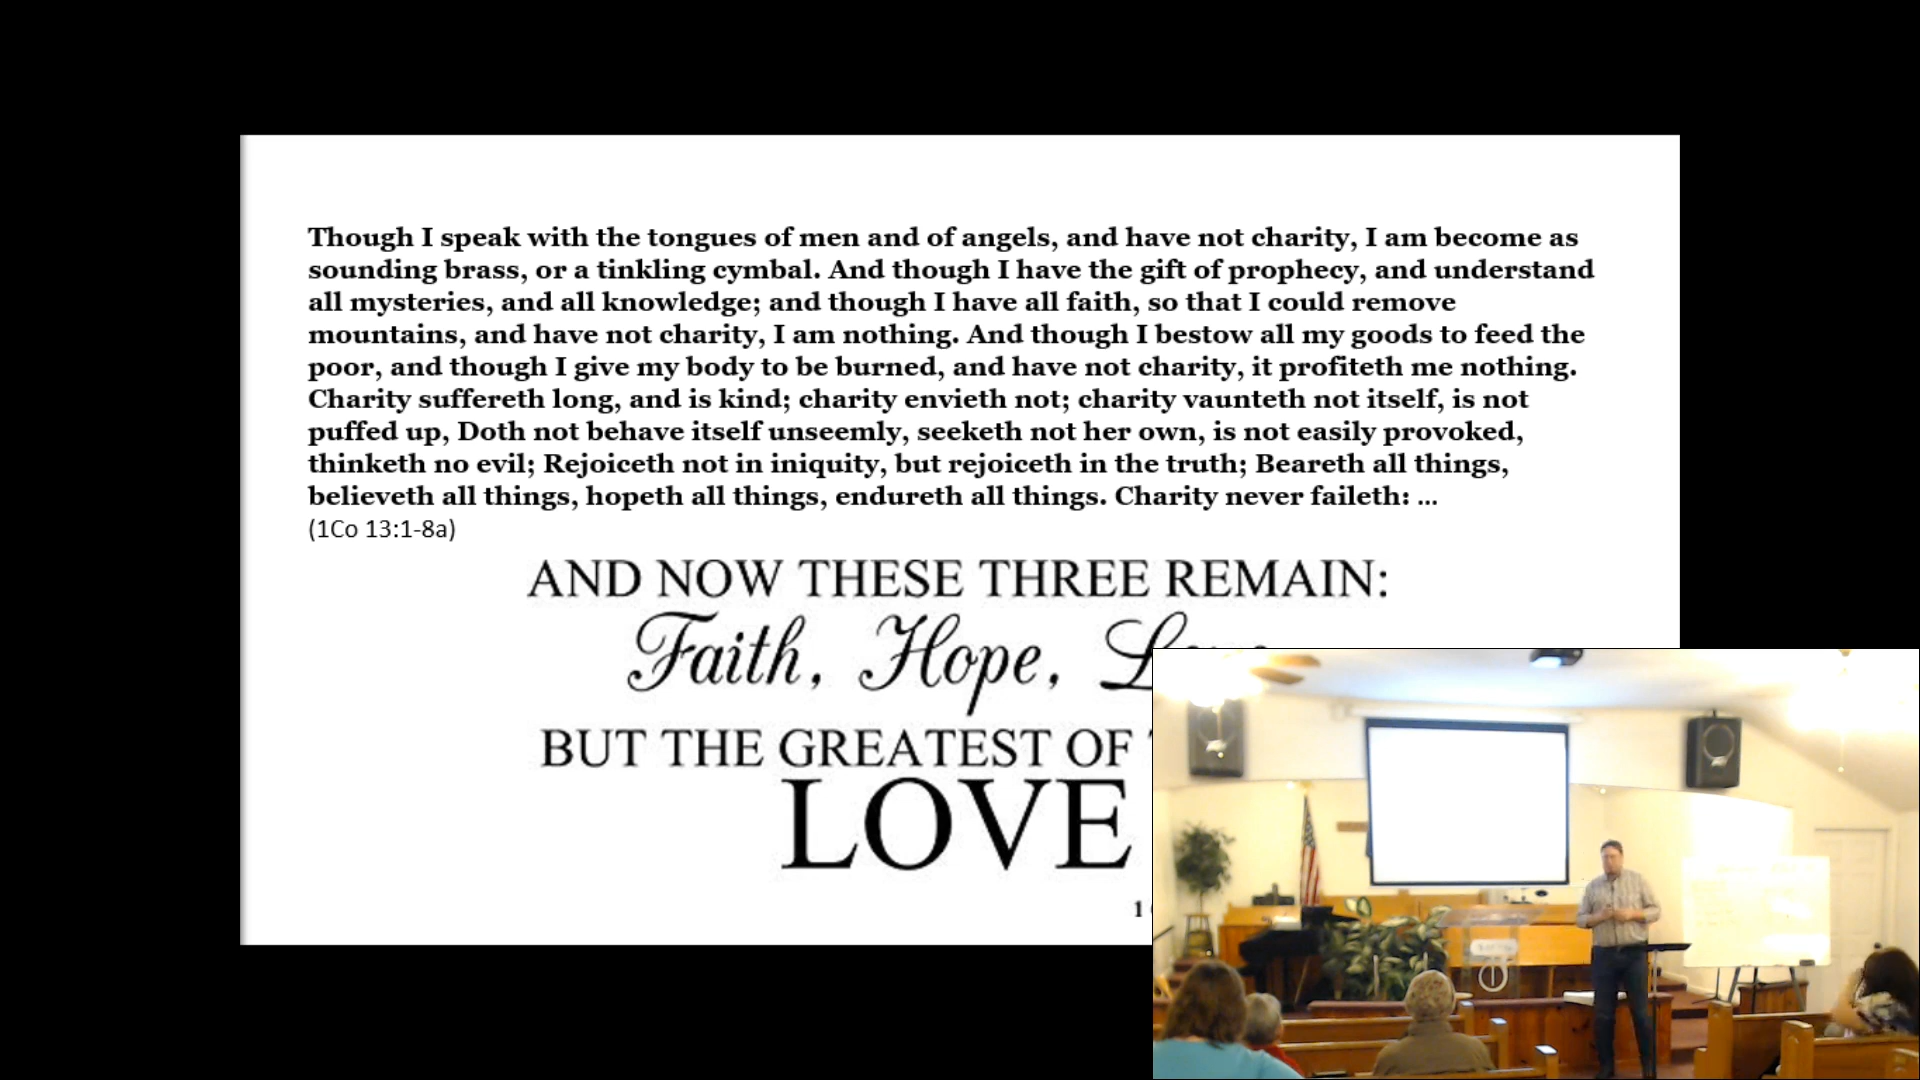 Though I speak with the tongues of men and of angels, and have not charity, I am become as
sounding brass, or a tinkling cymbal. And though I have the gift of prophecy, and understand
all mysteries, and all knowledge; and though I have all faith, so that I could remove
mountains, and have not charity, I am nothing. And though I bestow all my goods to feed the
poor, and though I give my body to be burned, and have not charity, it profiteth me nothing.
Charity suffereth long, and is kind; charity envieth not; charity vaunteth not itself, is not
puffed up, Doth not behave itself unseemly, seeketh not her own, is not easily provoked,
thinketh no evil; Rejoiceth not in iniquity, but rejoiceth in the truth; Beareth all things,
believeth all things, hopeth all things, endureth all things. Charity never faileth: ...
(1Co 13:1-8a)
AND NOW THESE THREE REMAIN:
Faith, Hope,
BUT THE GREATEST OF
LOVE
1